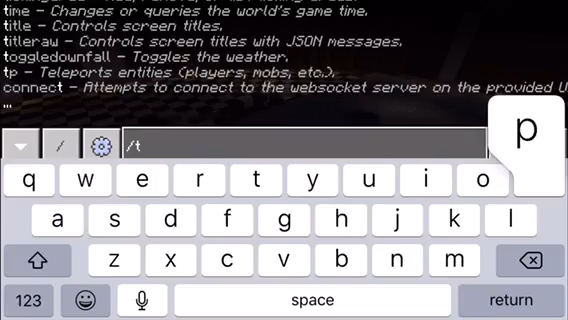 time – Changes or queries the world's game time.
title – Controls screen titles.
titleraw – Controls screen titles with JSON messages.
toggledownfall – Toggles the weather.
tp – Teleports entities (players, mobs, etc.).
connect – Attempts to connect to the websocket server on the provided U
...
/ /t
p
q w e r t y u i o
a s d f g h j k l
z x c v b n m
123 space return